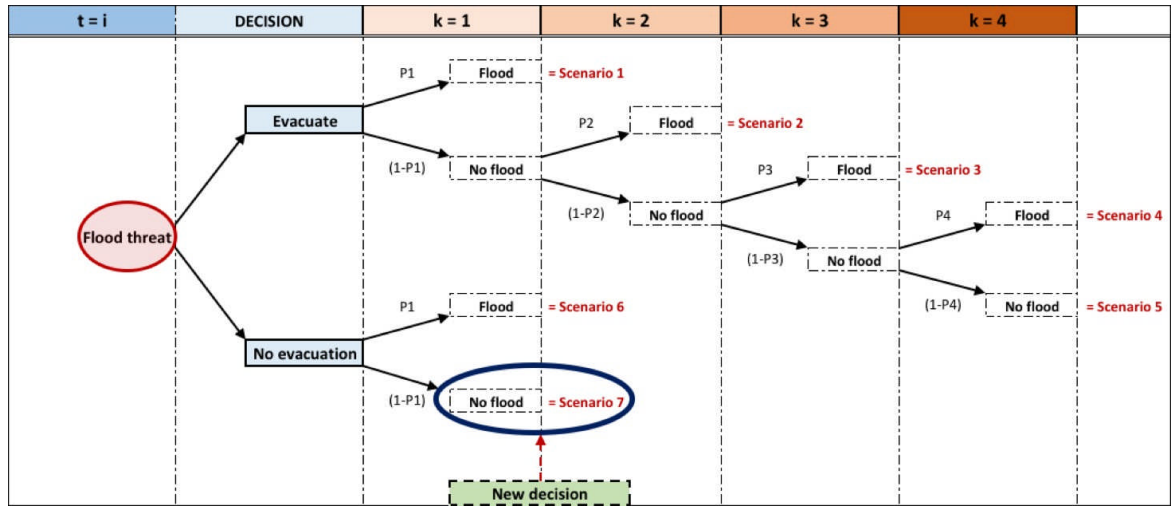 t = i DECISION k = 1 k = 2 k = 3 k = 4
P1 Flood = Scenario 1
Evacuate P2 Flood = Scenario 2
(1-P1) No flood P3 Flood = Scenario 3
(1-P2) No flood P4 Flood = Scenario 4
Flood threat
(1-P3) No flood
P1 Flood = Scenario 6 (1-P4) No flood = Scenario 5
No evacuation
(1-P1) No flood = Scenario 7
New decision